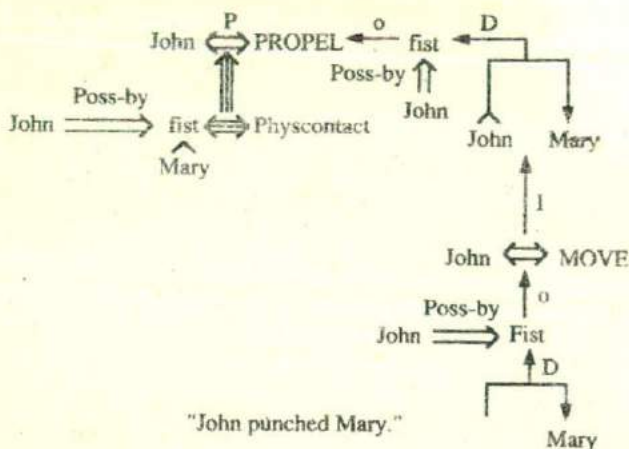 P
John PROPEL o fist D
Poss-by
Poss-by
John
John fist Physcontact
John Mary
Mary
I
John MOVE
o
Poss-by
John Fist
D
"John punched Mary."
Mary